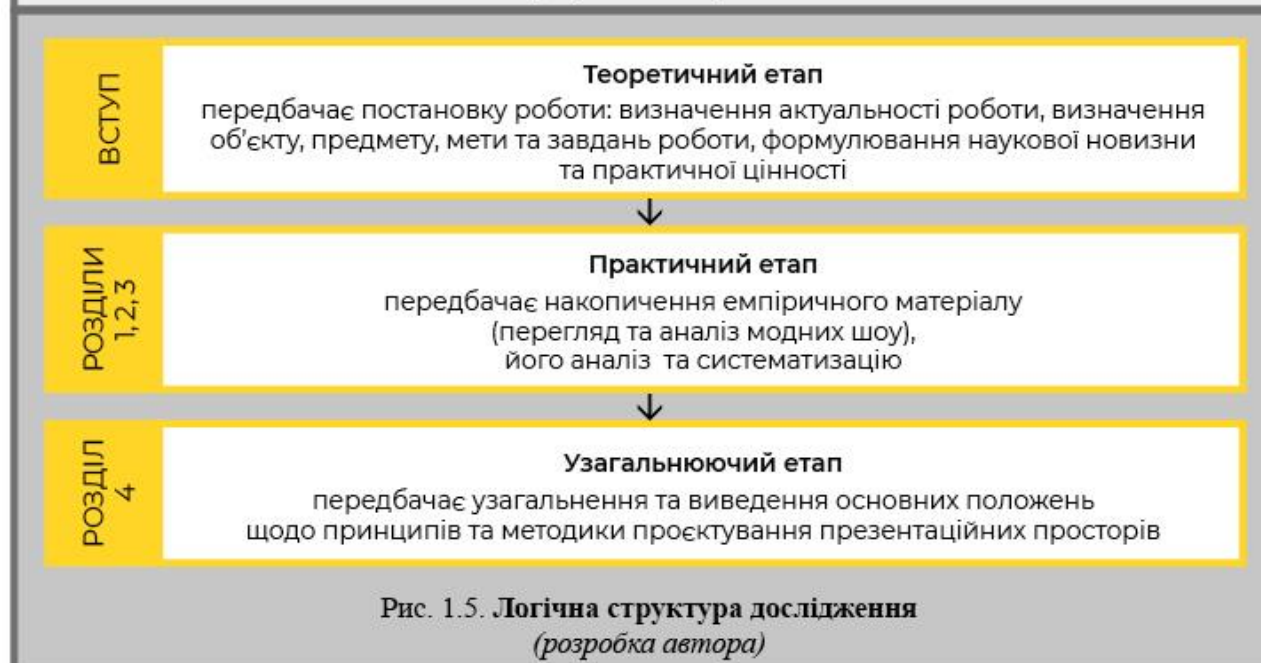 ВСТУП
Теоретичний етап
передбачає постановку роботи: визначення актуальності роботи, визначення
об'єкту, предмету, мети та завдань роботи, формулювання наукової новизни
та практичної цінності
РОЗДІЛИ
1, 2, 3
Практичний етап
передбачає накопичення емпіричного матеріалу
(перегляд та аналіз модних шоу),
його аналіз та систематизацію
РОЗДІЛ
4
Узагальнюючий етап
передбачає узагальнення та виведення основних положень
щодо принципів та методики проєктування презентаційних просторів
Рис. 1.5. Логічна структура дослідження
(розробка автора)